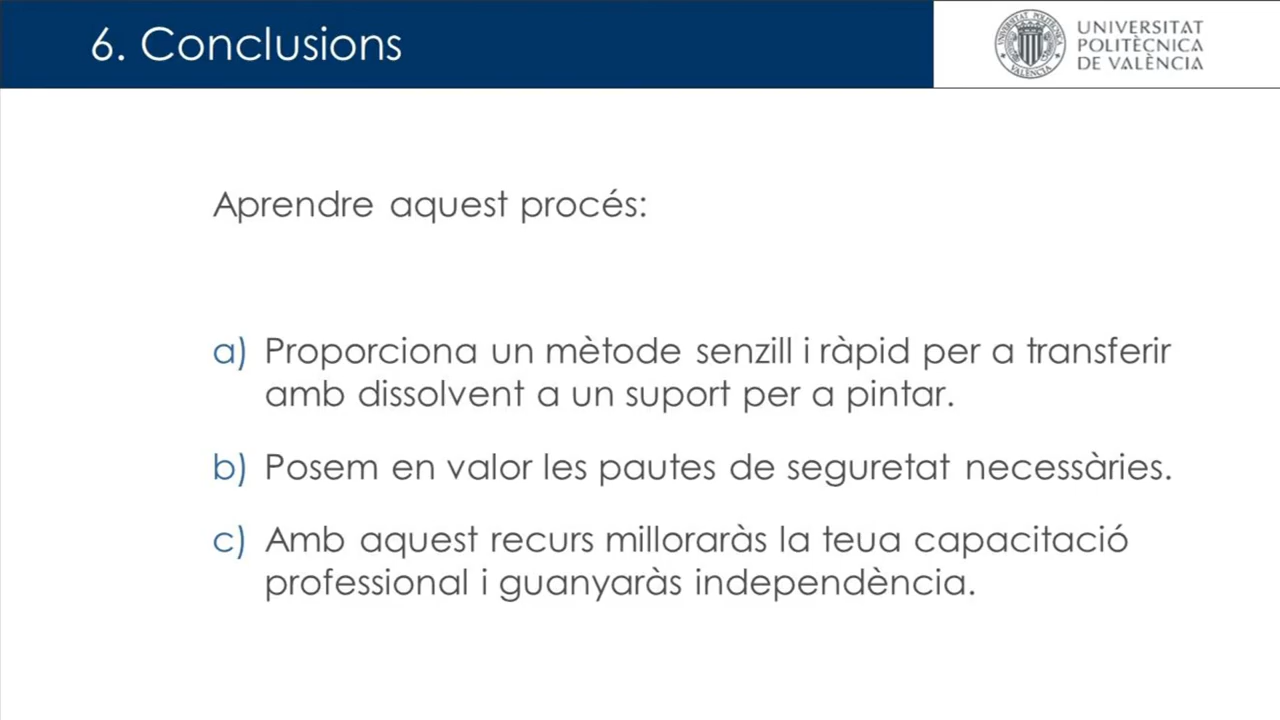 6. Conclusions
UNIVERSITAT
POLITÈCNICA
DE VALÈNCIA
Aprendre aquest procés:
a) Proporciona un mètode senzill i ràpid per a transferir
amb dissolvent a un suport per a pintar.
b) Posem en valor les pautes de seguretat necessàries.
c) Amb aquest recurs milloraràs la teua capacitació
professional i guanyaràs independència.